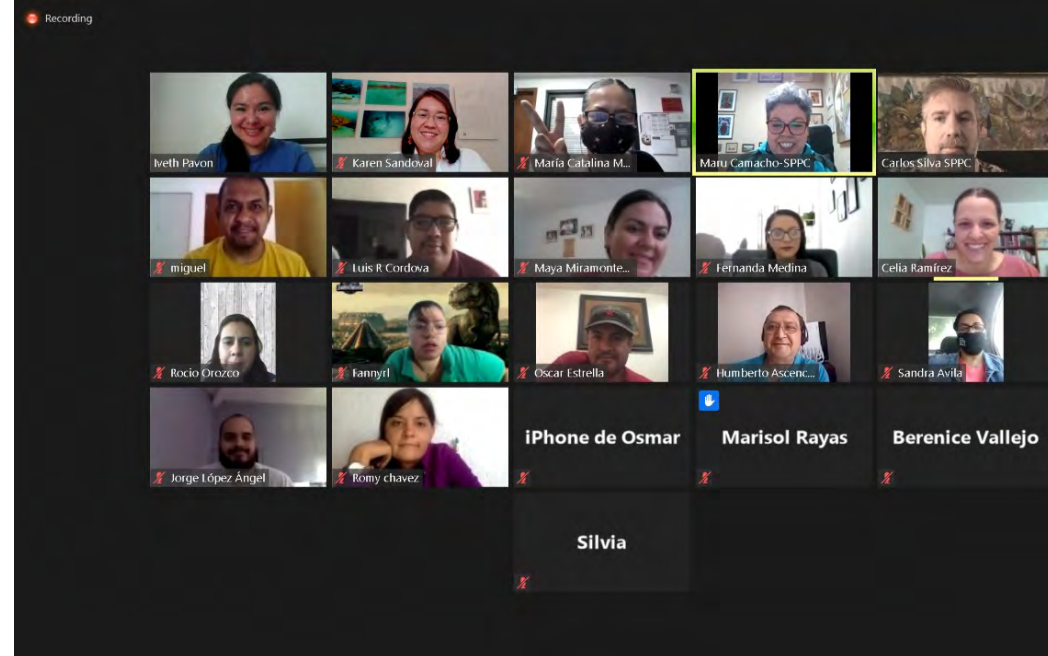 Recording
Iveth Pavon
Karen Sandoval
María Catalina M...
Maru Camacho-SPPC
Carlos Silva SPPC
miguel
Luis R Cordova
Maya Miramonte...
Fernanda Medina
Celia Ramírez
Rocio Orozco
Fannyrl
Oscar Estrella
Humberto Ascenc...
Sandra Avila
Jorge López Ángel
Romy chavez
iPhone de Osmar
Marisol Rayas
Berenice Vallejo
Silvia